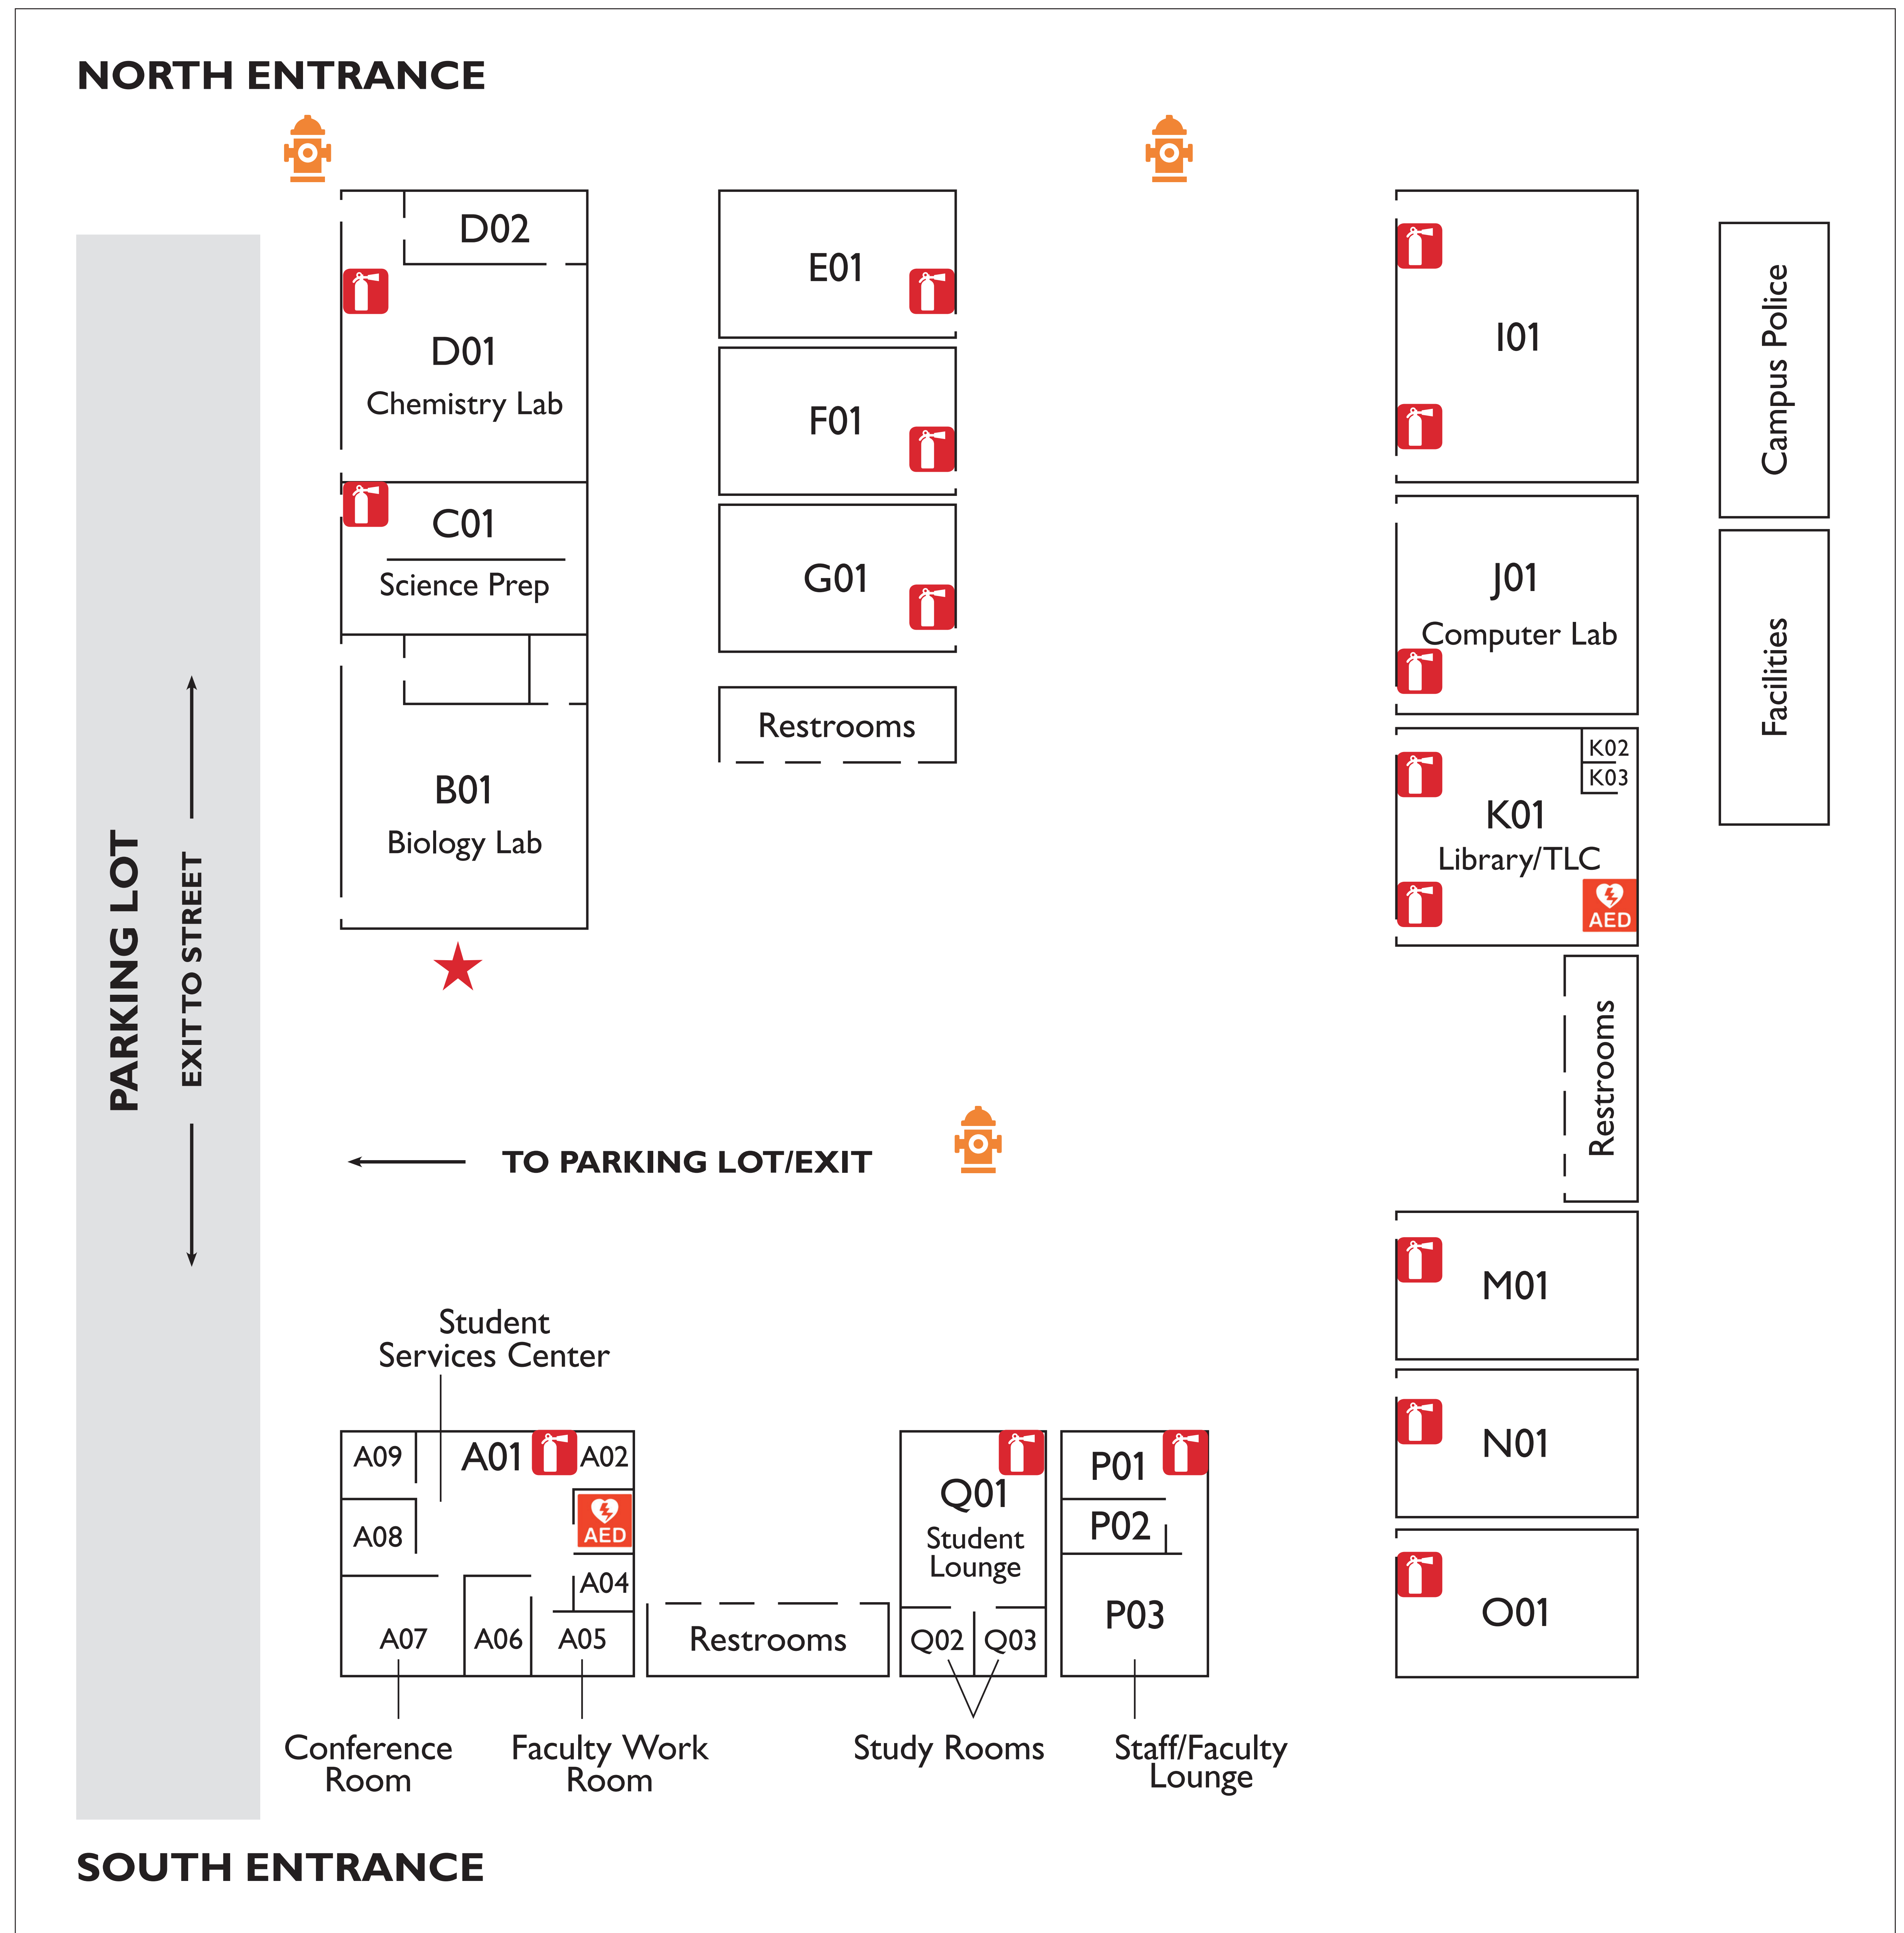 NORTH ENTRANCE
D02
D01
Chemistry Lab
C01
Science Prep
B01
Biology Lab
E01
F01
G01
Restrooms
I01
J01
Computer Lab
K02
K03
K01
Library/TLC
AED
Campus Police
Facilities
Restrooms
PARKING LOT
EXIT TO STREET
TO PARKING LOT/EXIT
M01
N01
O01
Student
Services Center
A09
A01
A02
A08
AED
A04
A07
A06
A05
Restrooms
Q01
Student
Lounge
Q02
Q03
P01
P02
P03
Conference
Room
Faculty Work
Room
Study Rooms
Staff/Faculty
Lounge
SOUTH ENTRANCE